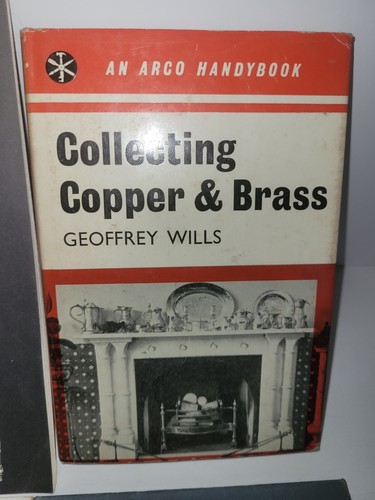 AN ARCO HANDYBOOK
Collecting
Copper & Brass
GEOFFREY WILLS